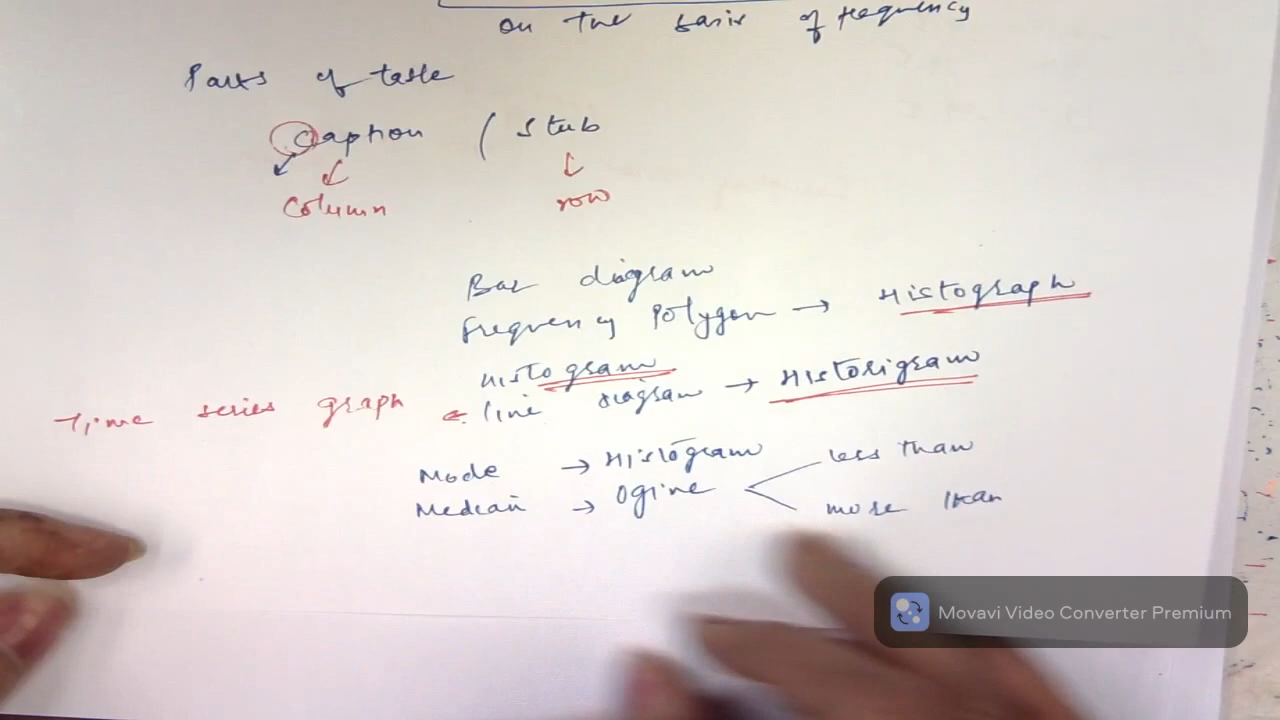 on the basis of frequency
Parts of table
Caption / Stub
Column row
Bar diagram
Frequency Polygon → Histograph
Histogram
Time series graph ← line diagram → Historigram
Mode → Histogram
Median → Ogive
less than
more than
Movavi Video Converter Premium